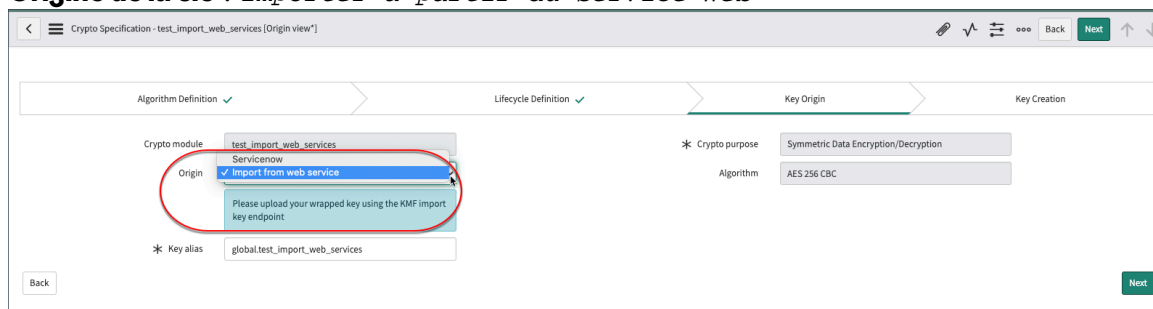 Origine de la clé : Importer à partir du service Web
Crypto Specification - test_import_web_services [Origin view*]
Back
Next
Algorithm Definition
Lifecycle Definition
Key Origin
Key Creation
Crypto module
test_import_web_services
Crypto purpose
Symmetric Data Encryption/Decryption
Servicenow
Origin
Import from web service
Algorithm
AES 256 CBC
Please upload your wrapped key using the KMF import
key endpoint
Key alias
global.test_import_web_services
Back
Next